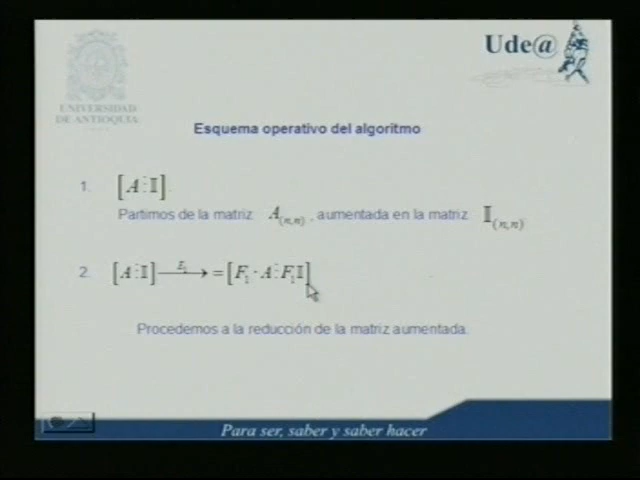 UNIVERSIDAD
DE ANTIOQUIA
Ude@
Esquema operativo del algoritmo
1. [A⋮𝕀].
Partimos de la matriz A(n,n), aumentada en la matriz 𝕀(n,n)
2. [A⋮𝕀] ⟶ = [F₁·A⋮F₁𝕀]
Procedemos a la reducción de la matriz aumentada.
Para ser, saber y saber hacer